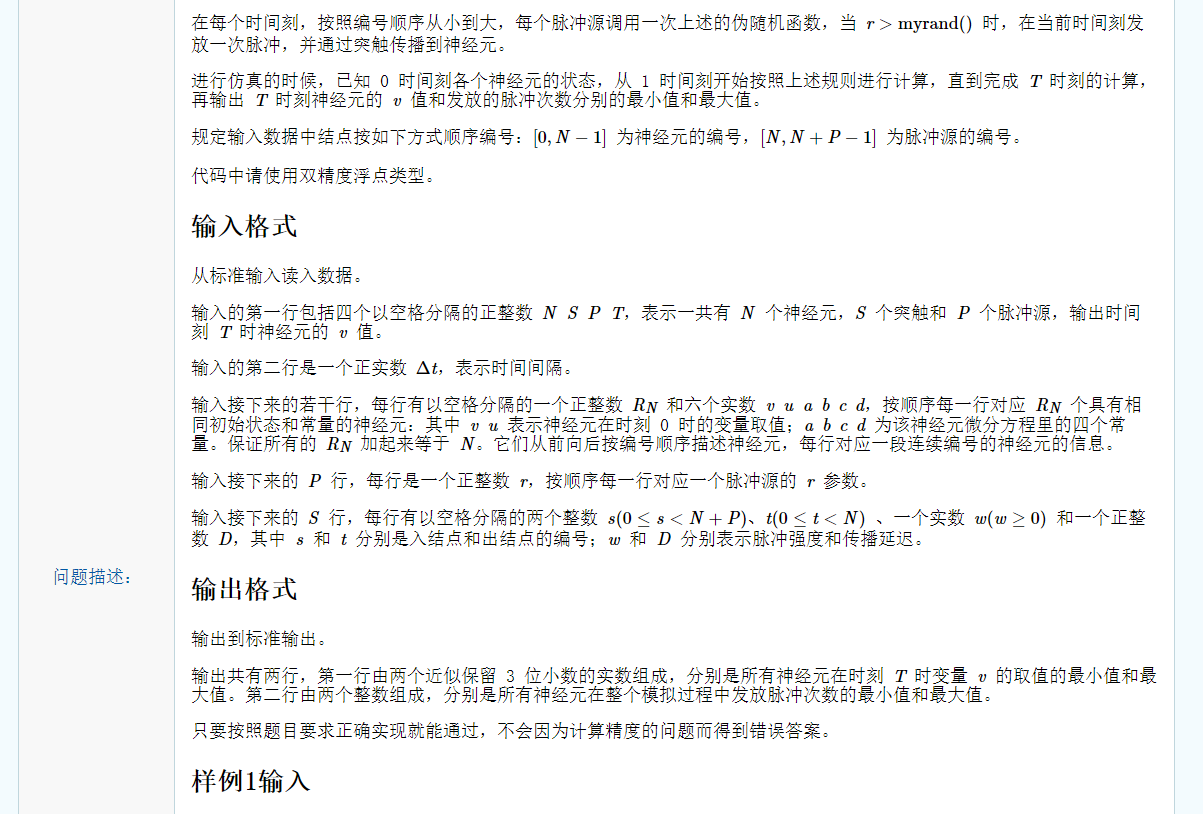 在每个时间刻，按照编号顺序从小到大，每个脉冲源调用一次上述的伪随机函数，当 r > myrand() 时，在当前时间刻发
放一次脉冲，并通过突触传播到神经元。
进行仿真的时候，已知 0 时间刻各个神经元的状态，从 1 时间刻开始按照上述规则进行计算，直到完成 T 时刻的计算，
再输出 T 时刻神经元的 v 值和发放的脉冲次数分别的最小值和最大值。
规定输入数据中结点按如下方式顺序编号：[0, N − 1] 为神经元的编号，[N, N + P − 1] 为脉冲源的编号。
代码中请使用双精度浮点类型。
输入格式
从标准输入读入数据。
输入的第一行包括四个以空格分隔的正整数 N S P T，表示一共有 N 个神经元，S 个突触和 P 个脉冲源，输出时间
刻 T 时神经元的 v 值。
输入的第二行是一个正实数 Δt，表示时间间隔。
输入接下来的若干行，每行有以空格分隔的一个正整数 R_N 和六个实数 v u a b c d，按顺序每一行对应 R_N 个具有相
同初始状态和常量的神经元：其中 v u 表示神经元在时刻 0 时的变量取值；a b c d 为该神经元微分方程里的四个常
量。保证所有的 R_N 加起来等于 N。它们从前向后按编号顺序描述神经元，每行对应一段连续编号的神经元的信息。
输入接下来的 P 行，每行是一个正整数 r，按顺序每一行对应一个脉冲源的 r 参数。
输入接下来的 S 行，每行有以空格分隔的两个整数 s(0 ≤ s < N + P)、t(0 ≤ t < N) 、一个实数 w(w ≥ 0) 和一个正整
数 D，其中 s 和 t 分别是入结点和出结点的编号；w 和 D 分别表示脉冲强度和传播延迟。
问题描述：
输出格式
输出到标准输出。
输出共有两行，第一行由两个近似保留 3 位小数的实数组成，分别是所有神经元在时刻 T 时变量 v 的取值的最小值和最
大值。第二行由两个整数组成，分别是所有神经元在整个模拟过程中发放脉冲次数的最小值和最大值。
只要按照题目要求正确实现就能通过，不会因为计算精度的问题而得到错误答案。
样例1输入